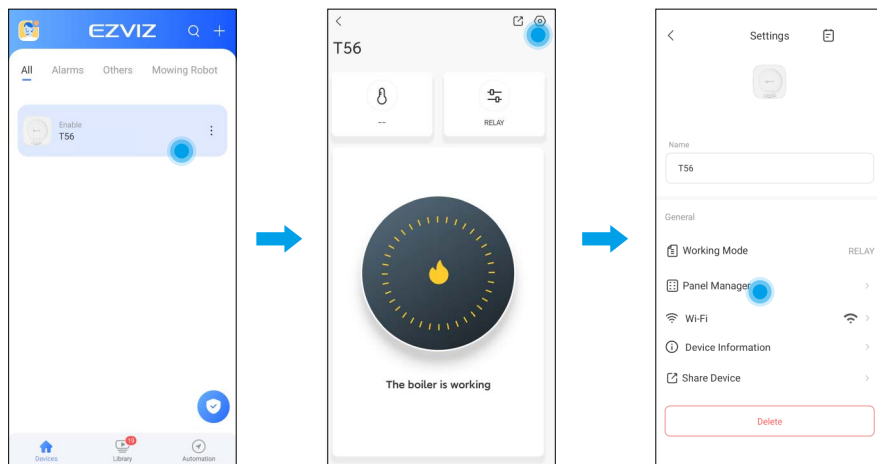 EZVIZ
All Alarms Others Mowing Robot
Enable
T56
Devices
19
Library
Automation
T56
--
RELAY
The boiler is working
Settings
Name
T56
General
Working Mode RELAY
Panel Manager
Wi-Fi
Device Information
Share Device
Delete